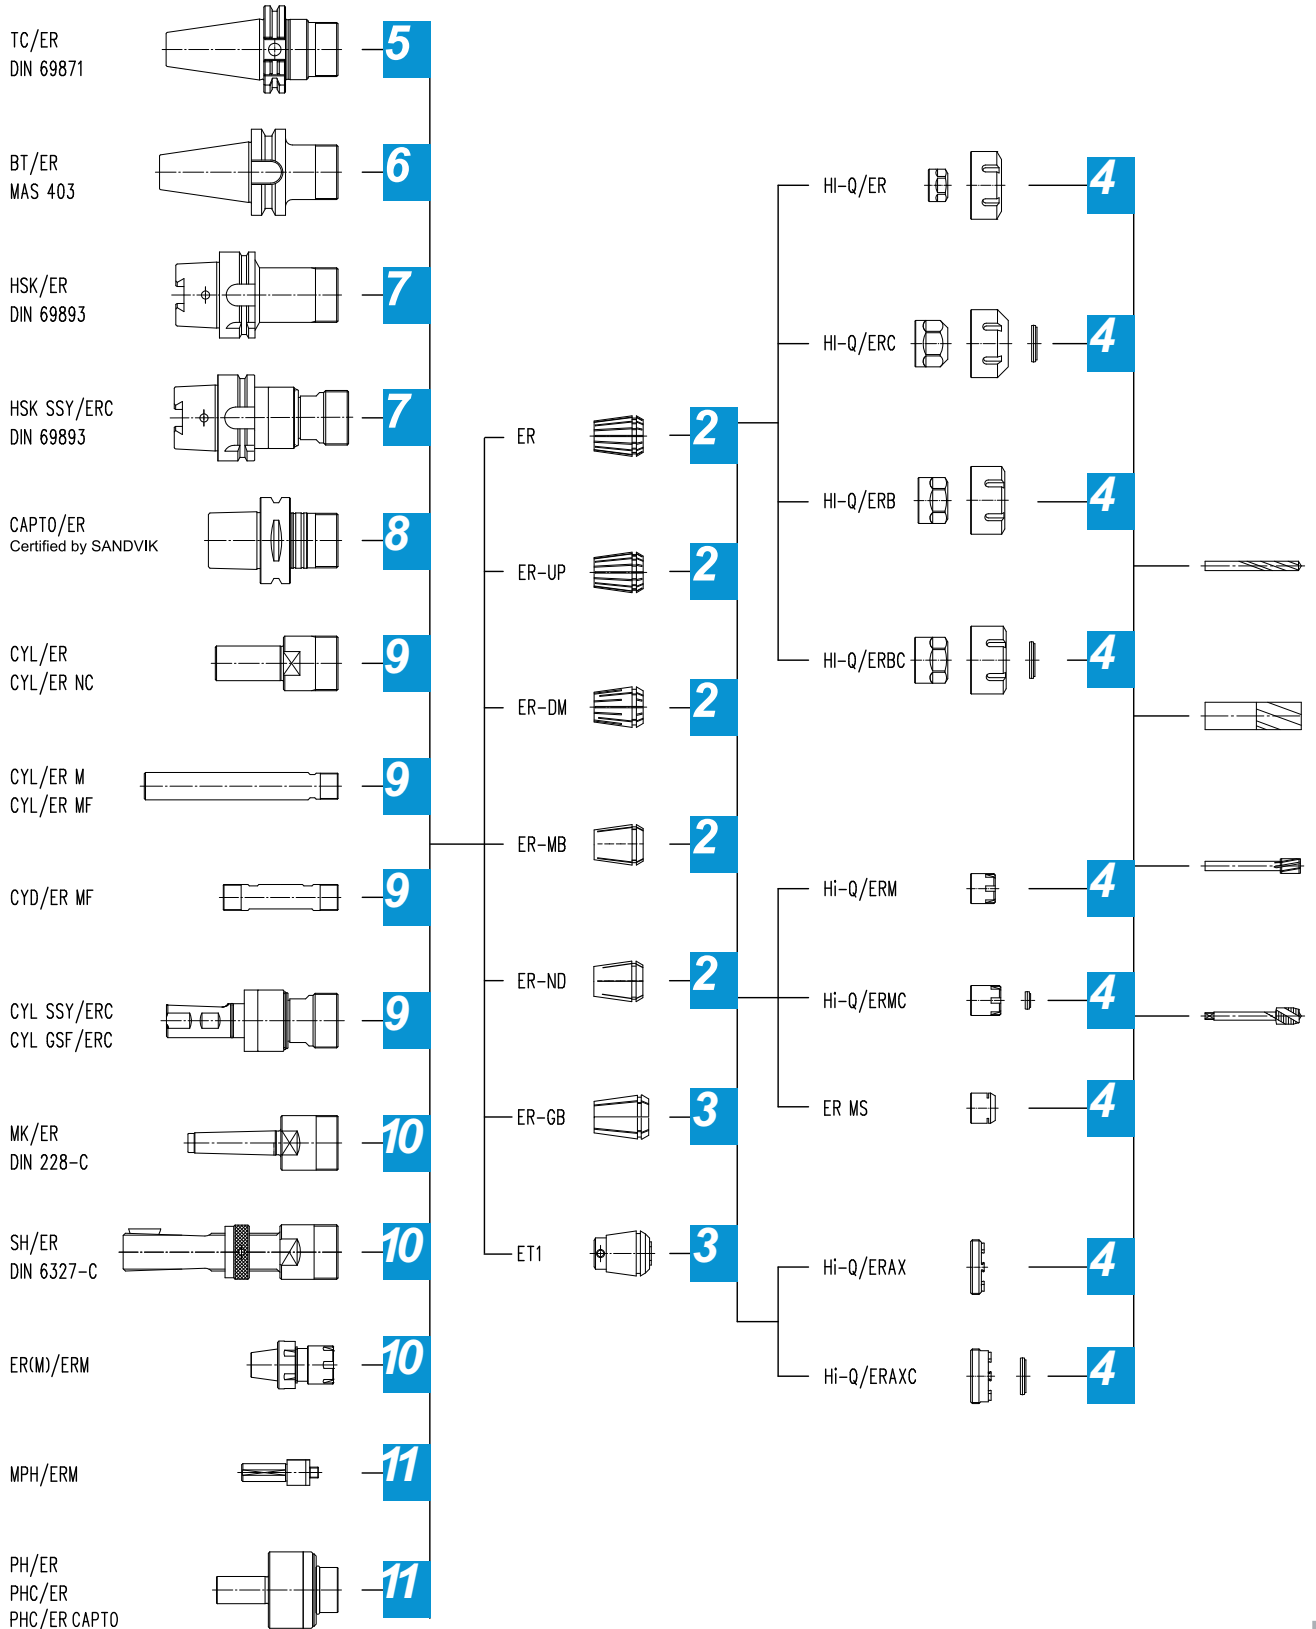 TC/ER
DIN 69871
5
BT/ER
MAS 403
6
HSK/ER
DIN 69893
7
HSK SSY/ERC
DIN 69893
7
CAPTO/ER
Certified by SANDVIK
8
CYL/ER
CYL/ER NC
9
CYL/ER M
CYL/ER MF
9
CYD/ER MF
9
CYL SSY/ERC
CYL GSF/ERC
9
MK/ER
DIN 228-C
10
SH/ER
DIN 6327-C
10
ER(M)/ERM
10
MPH/ERM
11
PH/ER
PHC/ER
PHC/ER CAPTO
11
ER
2
ER-UP
2
ER-DM
2
ER-MB
2
ER-ND
2
ER-GB
3
ET1
3
HI-Q/ER
4
HI-Q/ERC
4
HI-Q/ERB
4
HI-Q/ERBC
4
Hi-Q/ERM
4
Hi-Q/ERMC
4
ER MS
4
Hi-Q/ERAX
4
Hi-Q/ERAXC
4